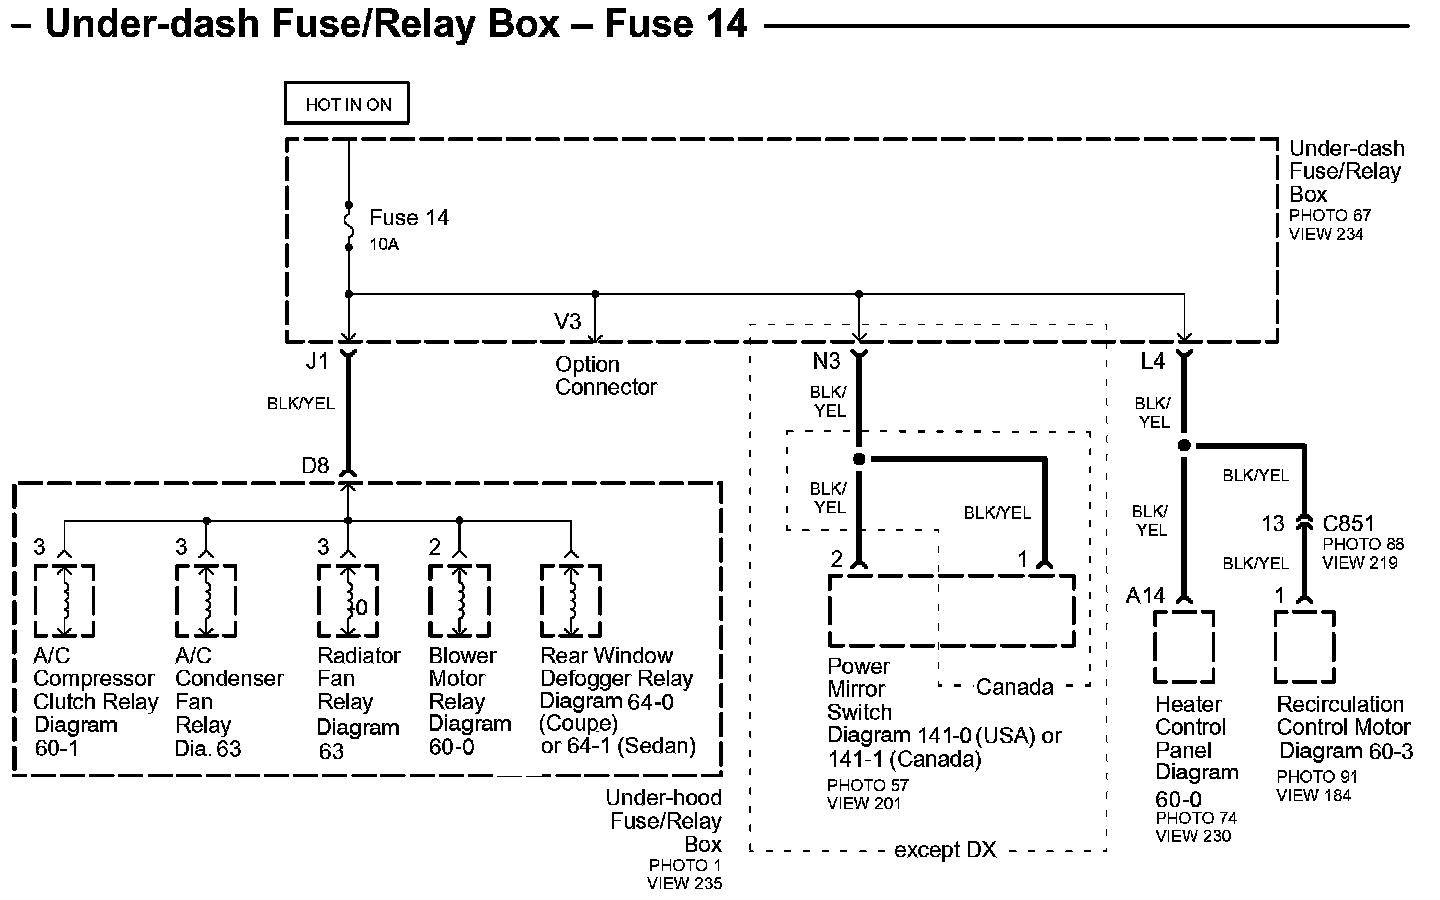 – Under-dash Fuse/Relay Box – Fuse 14
HOT IN ON
Under-dash
Fuse/Relay
Box
PHOTO 67
VIEW 234
Fuse 14
10A
V3
Option
Connector
J1
BLK/YEL
D8
N3
BLK/
YEL
BLK/
YEL
BLK/YEL
2
1
L4
BLK/
YEL
BLK/YEL
BLK/
YEL
13
C851
PHOTO 88
VIEW 219
BLK/YEL
A14
1
3
3
3
2
-0
A/C
Compressor
Clutch Relay
Diagram
60-1
A/C
Condenser
Fan
Relay
Dia. 63
Radiator
Fan
Relay
Diagram
63
Blower
Motor
Relay
Diagram
60-0
Rear Window
Defogger Relay
Diagram 64-0
(Coupe)
or 64-1 (Sedan)
Under-hood
Fuse/Relay
Box
PHOTO 1
VIEW 235
Power
Mirror
Switch
Diagram 141-0 (USA) or
141-1 (Canada)
PHOTO 57
VIEW 201
Canada
except DX
Heater
Control
Panel
Diagram
60-0
PHOTO 74
VIEW 230
Recirculation
Control Motor
Diagram 60-3
PHOTO 91
VIEW 184